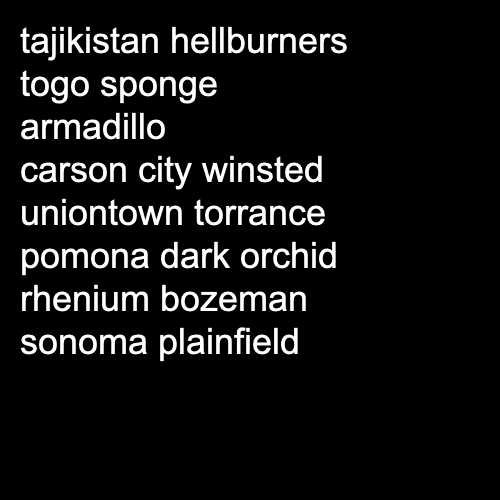 tajikistan hellburners
togo sponge
armadillo
carson city winsted
uniontown torrance
pomona dark orchid
rhenium bozeman
sonoma plainfield